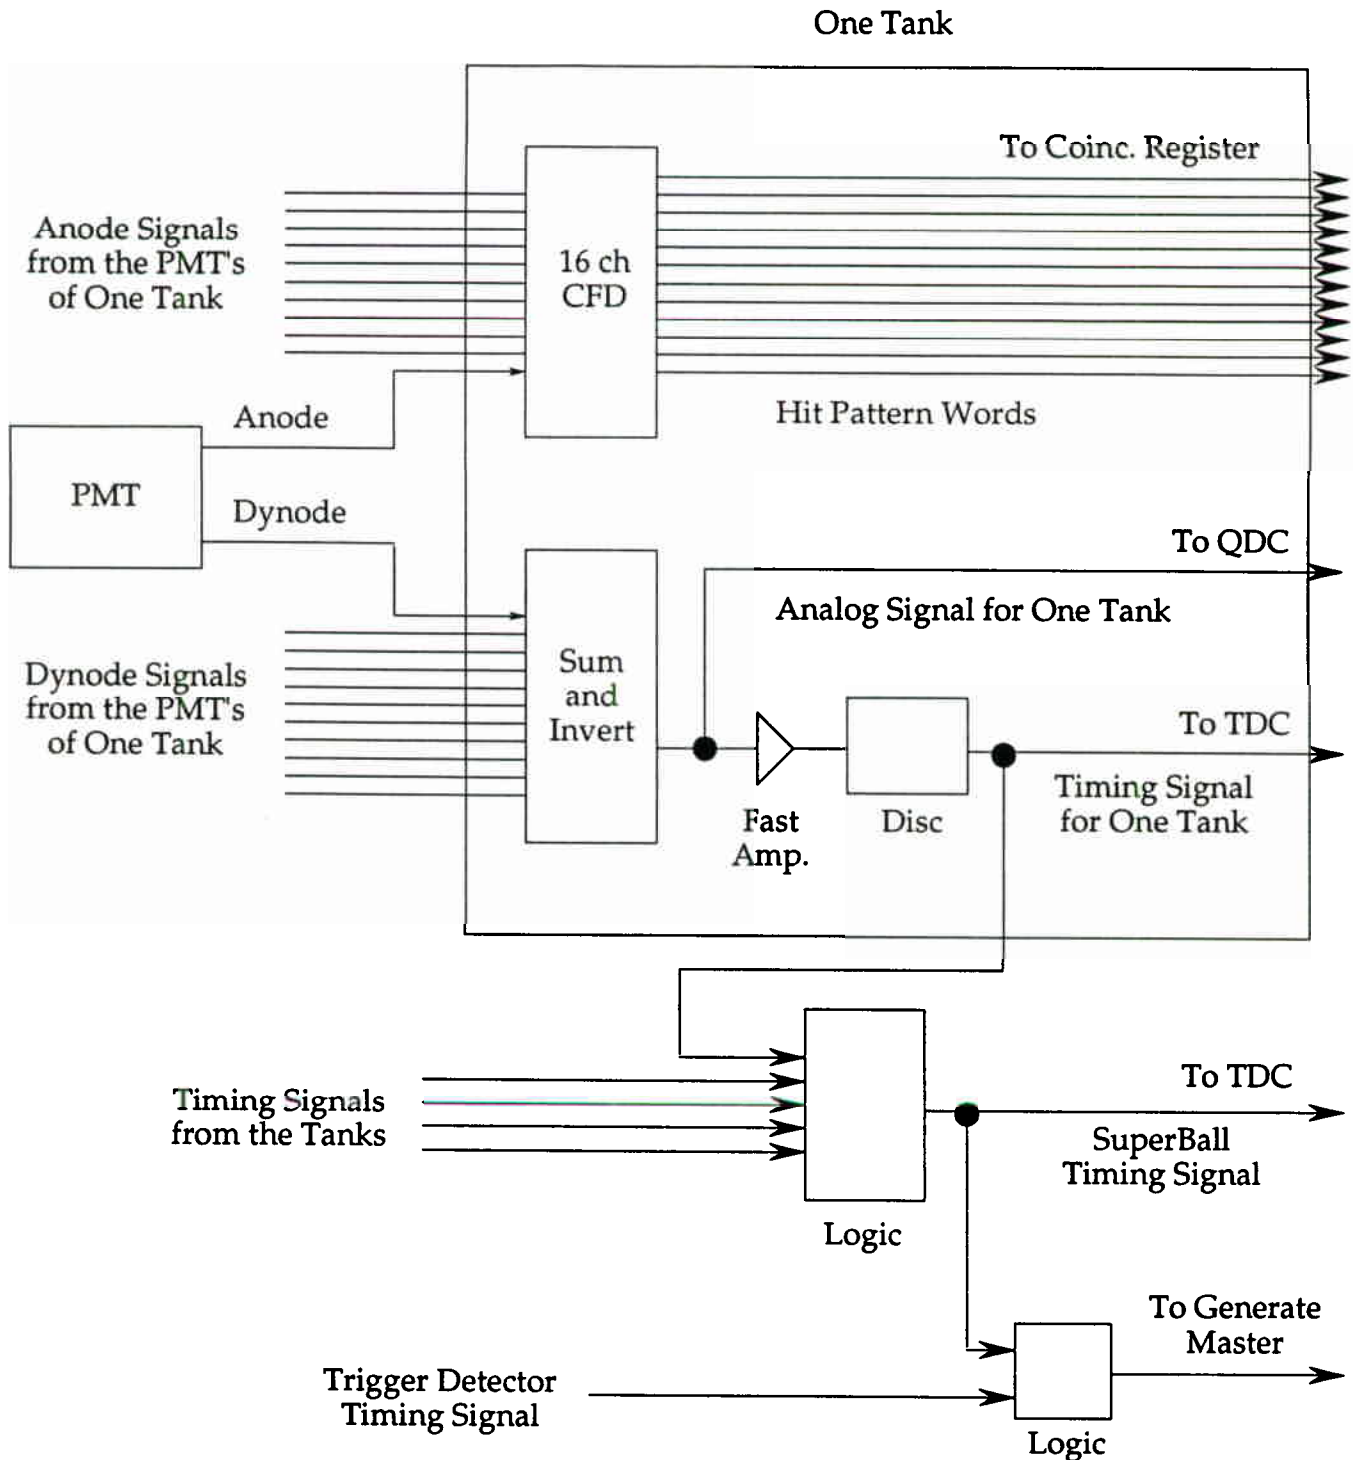 One Tank
To Coinc. Register
Anode Signals
from the PMT's
of One Tank
16 ch
CFD
Anode
Hit Pattern Words
PMT
Dynode
To QDC
Analog Signal for One Tank
Dynode Signals
from the PMT's
of One Tank
Sum
and
Invert
To TDC
Timing Signal
for One Tank
Fast
Amp.
Disc
Timing Signals
from the Tanks
To TDC
SuperBall
Timing Signal
Logic
To Generate
Master
Trigger Detector
Timing Signal
Logic